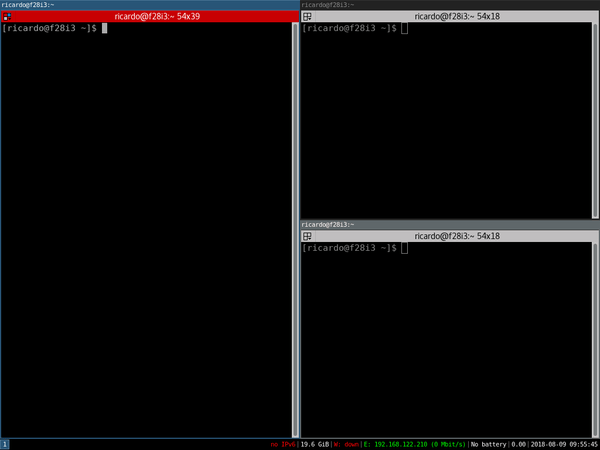 ricardo@f28i3:~
ricardo@f28i3:~ 54x39
[ricardo@f28i3 ~]$
ricardo@f28i3:~
ricardo@f28i3:~ 54x18
[ricardo@f28i3 ~]$
ricardo@f28i3:~
ricardo@f28i3:~ 54x18
[ricardo@f28i3 ~]$
1
no IPv6|19.6 GiB|W: down|E: 192.168.122.210 (0 Mbit/s)|No battery|0.00|2018-08-09 09:55:45